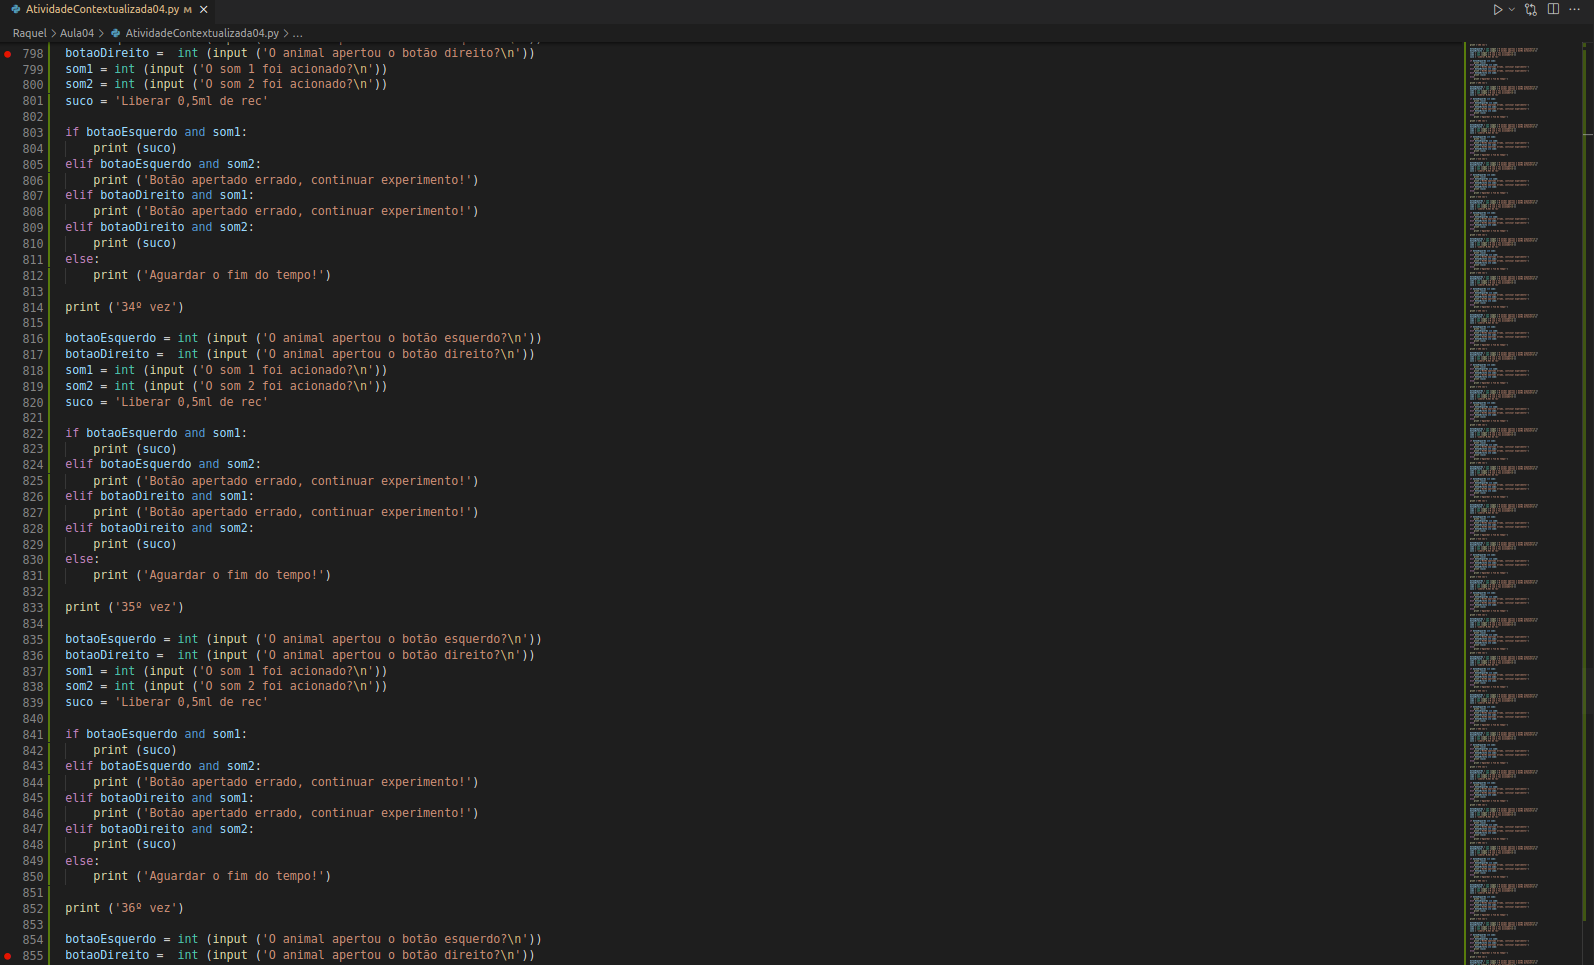 AtividadeContextualizada04.py M
Raquel > Aula04 > AtividadeContextualizada04.py > ...
798 botaoDireito =  int (input ('O animal apertou o botão direito?\n'))
799 som1 = int (input ('O som 1 foi acionado?\n'))
800 som2 = int (input ('O som 2 foi acionado?\n'))
801 suco = 'Liberar 0,5ml de rec'
802
803 if botaoEsquerdo and som1:
804     print (suco)
805 elif botaoEsquerdo and som2:
806     print ('Botão apertado errado, continuar experimento!')
807 elif botaoDireito and som1:
808     print ('Botão apertado errado, continuar experimento!')
809 elif botaoDireito and som2:
810     print (suco)
811 else:
812     print ('Aguardar o fim do tempo!')
813
814 print ('34º vez')
815
816 botaoEsquerdo = int (input ('O animal apertou o botão esquerdo?\n'))
817 botaoDireito =  int (input ('O animal apertou o botão direito?\n'))
818 som1 = int (input ('O som 1 foi acionado?\n'))
819 som2 = int (input ('O som 2 foi acionado?\n'))
820 suco = 'Liberar 0,5ml de rec'
821
822 if botaoEsquerdo and som1:
823     print (suco)
824 elif botaoEsquerdo and som2:
825     print ('Botão apertado errado, continuar experimento!')
826 elif botaoDireito and som1:
827     print ('Botão apertado errado, continuar experimento!')
828 elif botaoDireito and som2:
829     print (suco)
830 else:
831     print ('Aguardar o fim do tempo!')
832
833 print ('35º vez')
834
835 botaoEsquerdo = int (input ('O animal apertou o botão esquerdo?\n'))
836 botaoDireito =  int (input ('O animal apertou o botão direito?\n'))
837 som1 = int (input ('O som 1 foi acionado?\n'))
838 som2 = int (input ('O som 2 foi acionado?\n'))
839 suco = 'Liberar 0,5ml de rec'
840
841 if botaoEsquerdo and som1:
842     print (suco)
843 elif botaoEsquerdo and som2:
844     print ('Botão apertado errado, continuar experimento!')
845 elif botaoDireito and som1:
846     print ('Botão apertado errado, continuar experimento!')
847 elif botaoDireito and som2:
848     print (suco)
849 else:
850     print ('Aguardar o fim do tempo!')
851
852 print ('36º vez')
853
854 botaoEsquerdo = int (input ('O animal apertou o botão esquerdo?\n'))
855 botaoDireito =  int (input ('O animal apertou o botão direito?\n'))